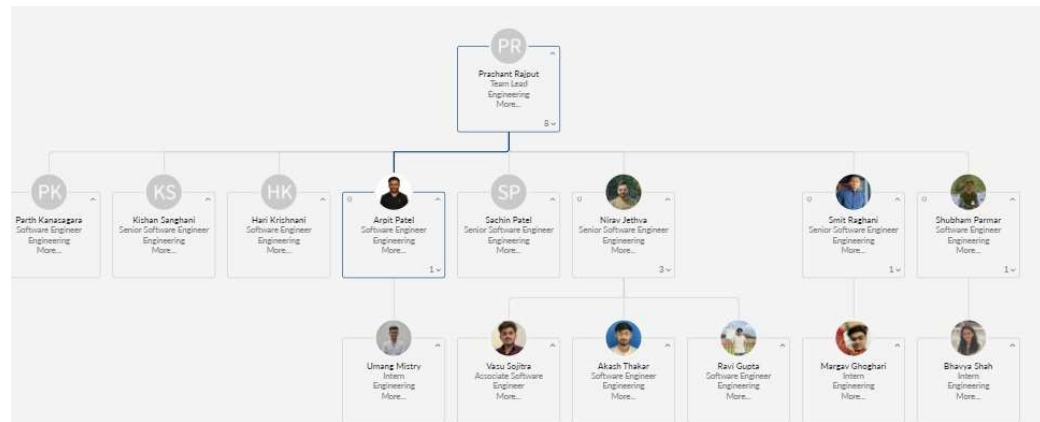 PR
Prashant Rajput
Team Lead
Engineering
More...
8
PK
Parth Kanasagara
Software Engineer
Engineering
More...
KS
Kishan Sanghani
Senior Software Engineer
Engineering
More...
HK
Hari Krishnani
Software Engineer
Engineering
More...
Arpit Patel
Software Engineer
Engineering
More...
1
SP
Sachin Patel
Senior Software Engineer
Engineering
More...
Nirav Jethva
Senior Software Engineer
Engineering
More...
3
Smit Raghani
Senior Software Engineer
Engineering
More...
1
Shubham Parmar
Software Engineer
Engineering
More...
1
Umang Mistry
Intern
Engineering
More...
Vasu Sojitra
Associate Software
Engineer
Engineering
More...
Akash Thakar
Software Engineer
Engineering
More...
Ravi Gupta
Software Engineer
Engineering
More...
Margav Ghoghari
Intern
Engineering
More...
Bhavya Shah
Intern
Engineering
More...